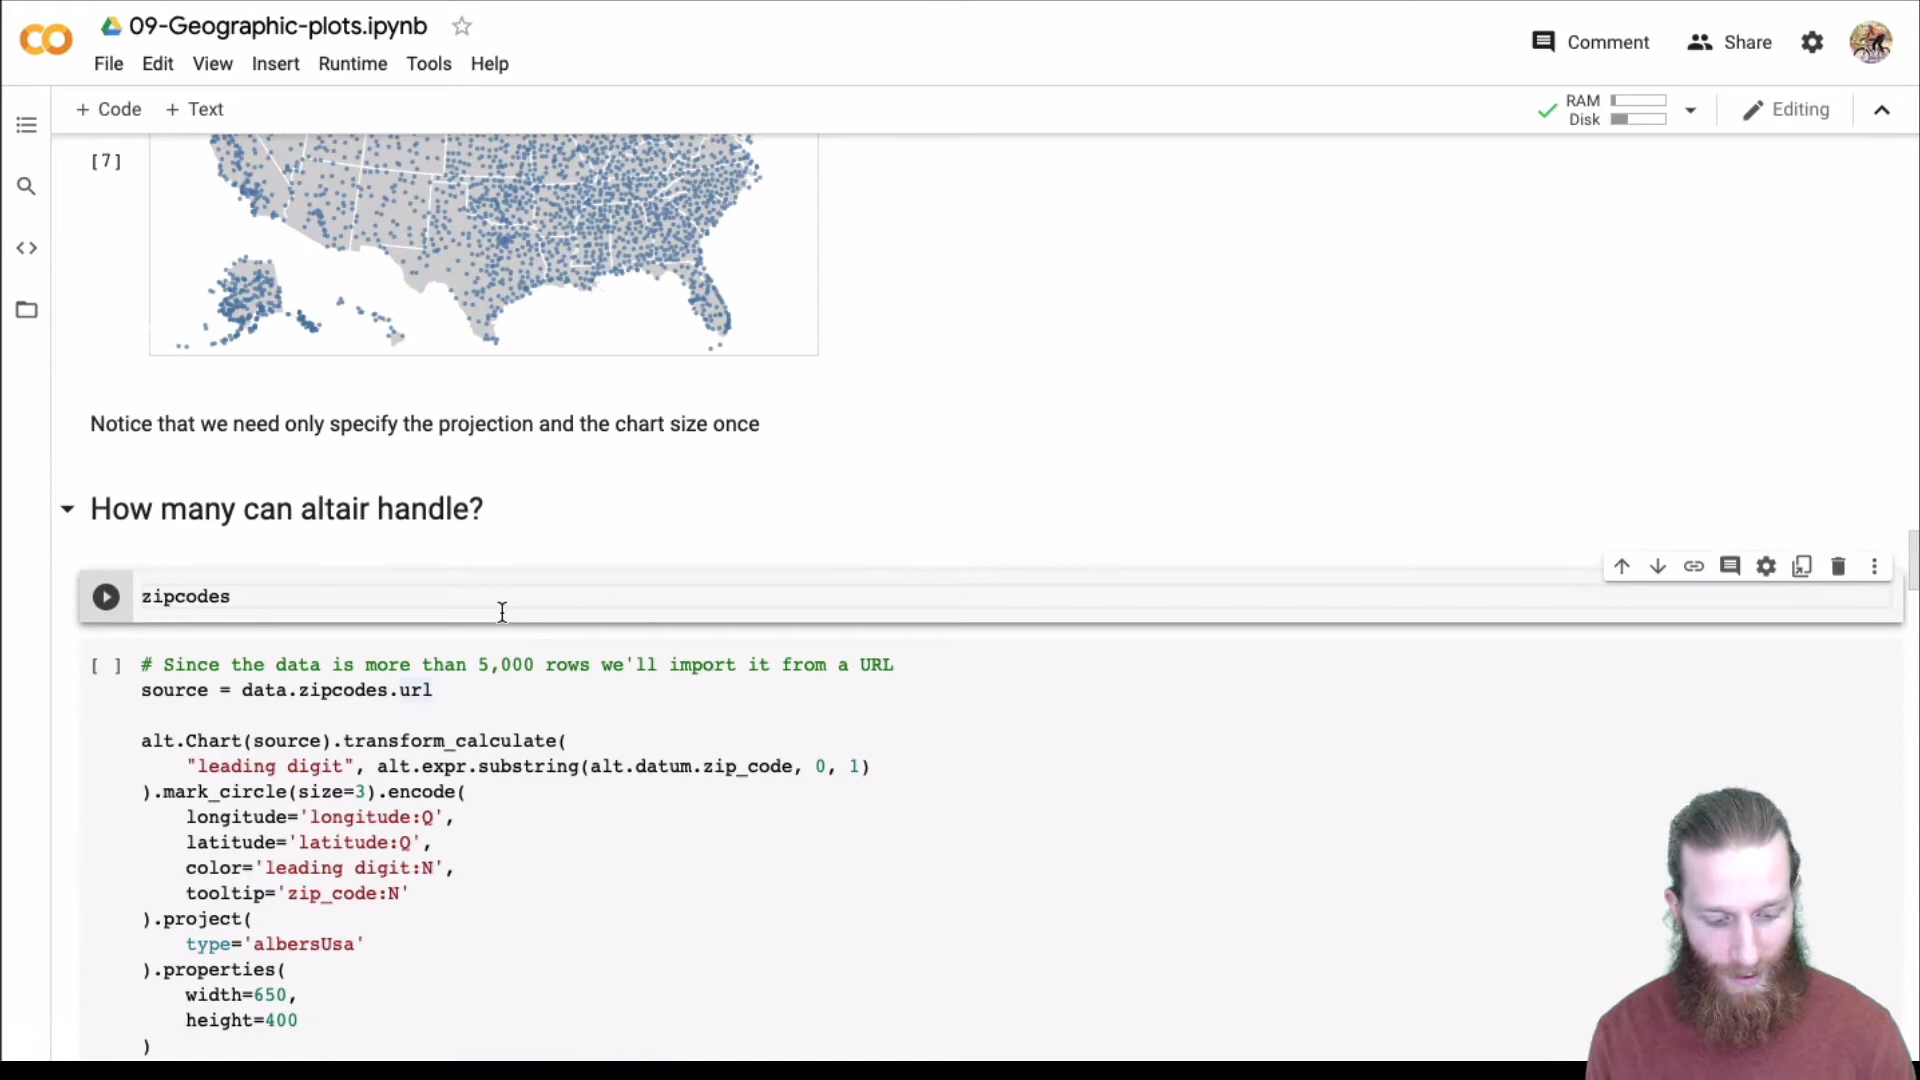 09-Geographic-plots.ipynb
Comment
Share
File Edit View Insert Runtime Tools Help
+ Code + Text
RAM
Disk
Editing
[7]
Notice that we need only specify the projection and the chart size once
How many can altair handle?
zipcodes
[ ] # Since the data is more than 5,000 rows we'll import it from a URL
source = data.zipcodes.url
alt.Chart(source).transform_calculate(
"leading digit", alt.expr.substring(alt.datum.zip_code, 0, 1)
).mark_circle(size=3).encode(
longitude='longitude:Q',
latitude='latitude:Q',
color='leading digit:N',
tooltip='zip_code:N'
).project(
type='albersUsa'
).properties(
width=650,
height=400
)